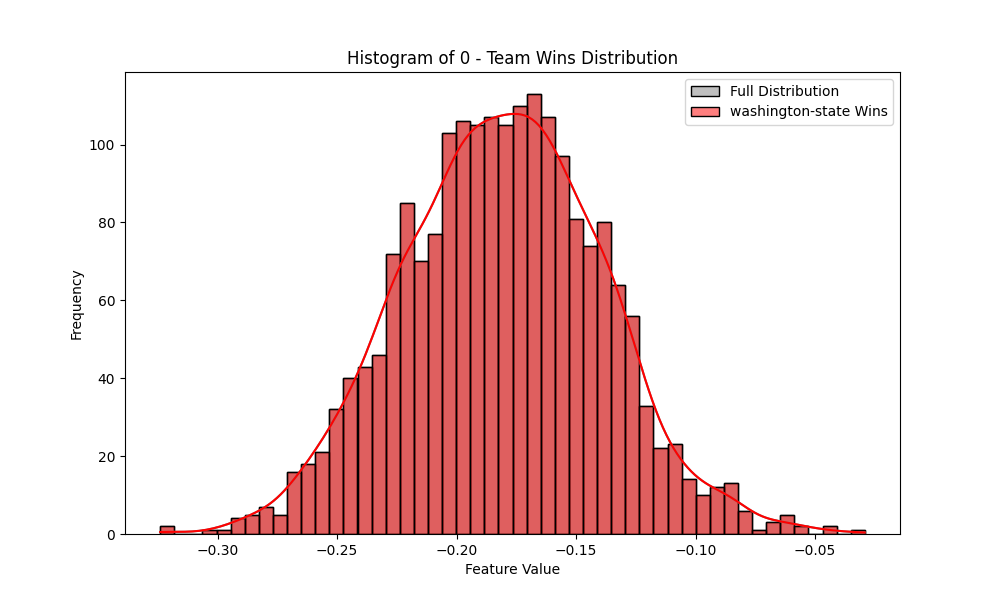 Histogram of 0 - Team Wins Distribution
Full Distribution
washington-state Wins
Frequency
100
80
60
40
20
0
−0.30
−0.25
−0.20
−0.15
−0.10
−0.05
Feature Value